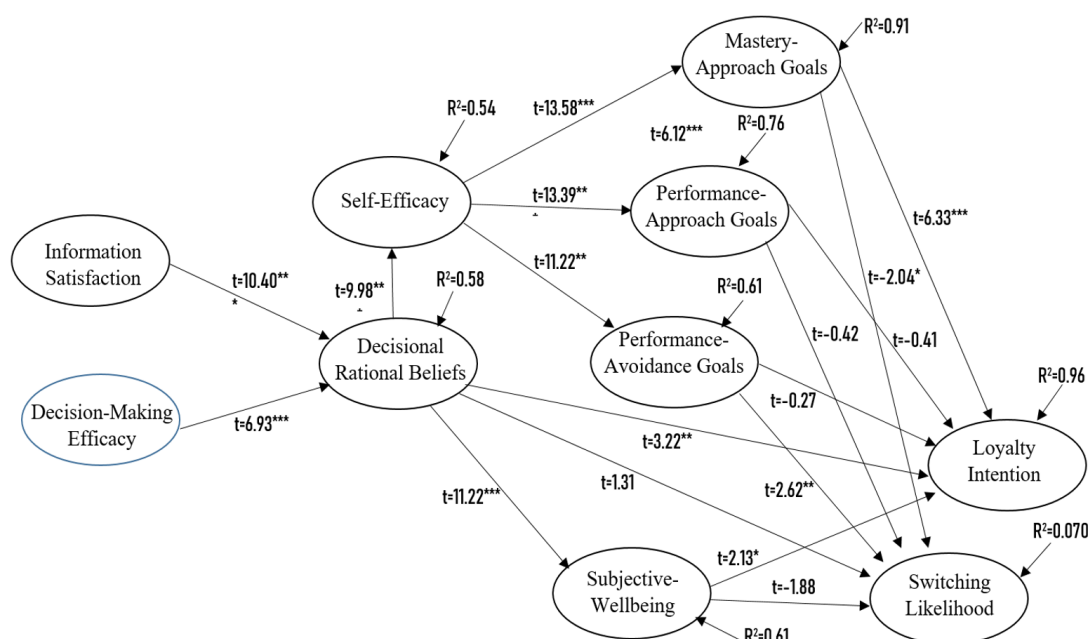 Mastery-
Approach Goals
R²=0.91
R²=0.54
t=13.58***
t=6.12***
R²=0.76
Self-Efficacy
t=13.39**
*
Performance-
Approach Goals
Information
Satisfaction
t=10.40**
*
t=9.98**
*
R²=0.58
t=11.22**
R²=0.61
t=6.33***
t=-2.04*
t=-0.42
t=-0.41
Decisional
Rational Beliefs
Performance-
Avoidance Goals
Decision-Making
Efficacy
t=6.93***
t=-0.27
R²=0.96
t=3.22**
Loyalty
Intention
t=11.22***
t=1.31
t=2.62**
R²=0.070
t=2.13*
t=-1.88
Subjective-
Wellbeing
Switching
Likelihood
R²=0.61